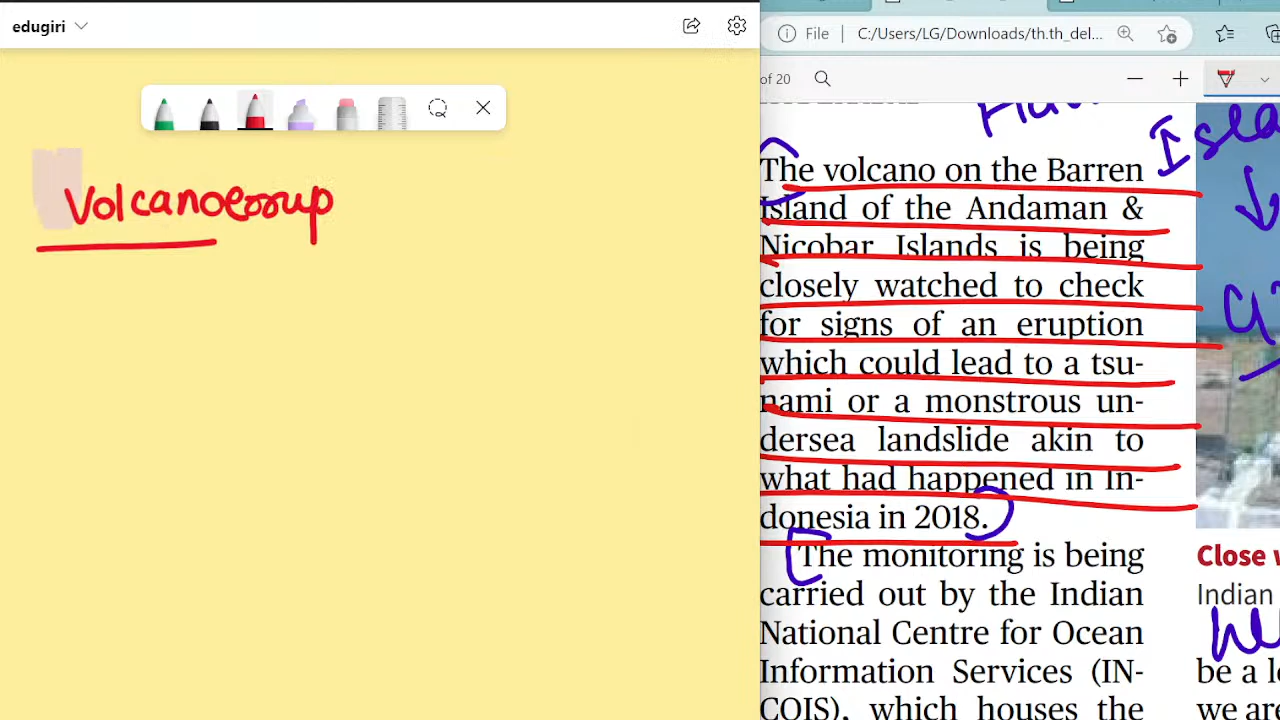 edugiri
File
C:/Users/LG/Downloads/th.th_del...
of 20
Volcanoerrup
The volcano on the Barren
Island of the Andaman &
Nicobar Islands is being
closely watched to check
for signs of an eruption
which could lead to a tsu-
nami or a monstrous un-
dersea landslide akin to
what had happened in In-
donesia in 2018.
The monitoring is being
carried out by the Indian
National Centre for Ocean
Information Services (IN-
COIS), which houses the
Isla
Close w
Indian
he
be a lo
we are